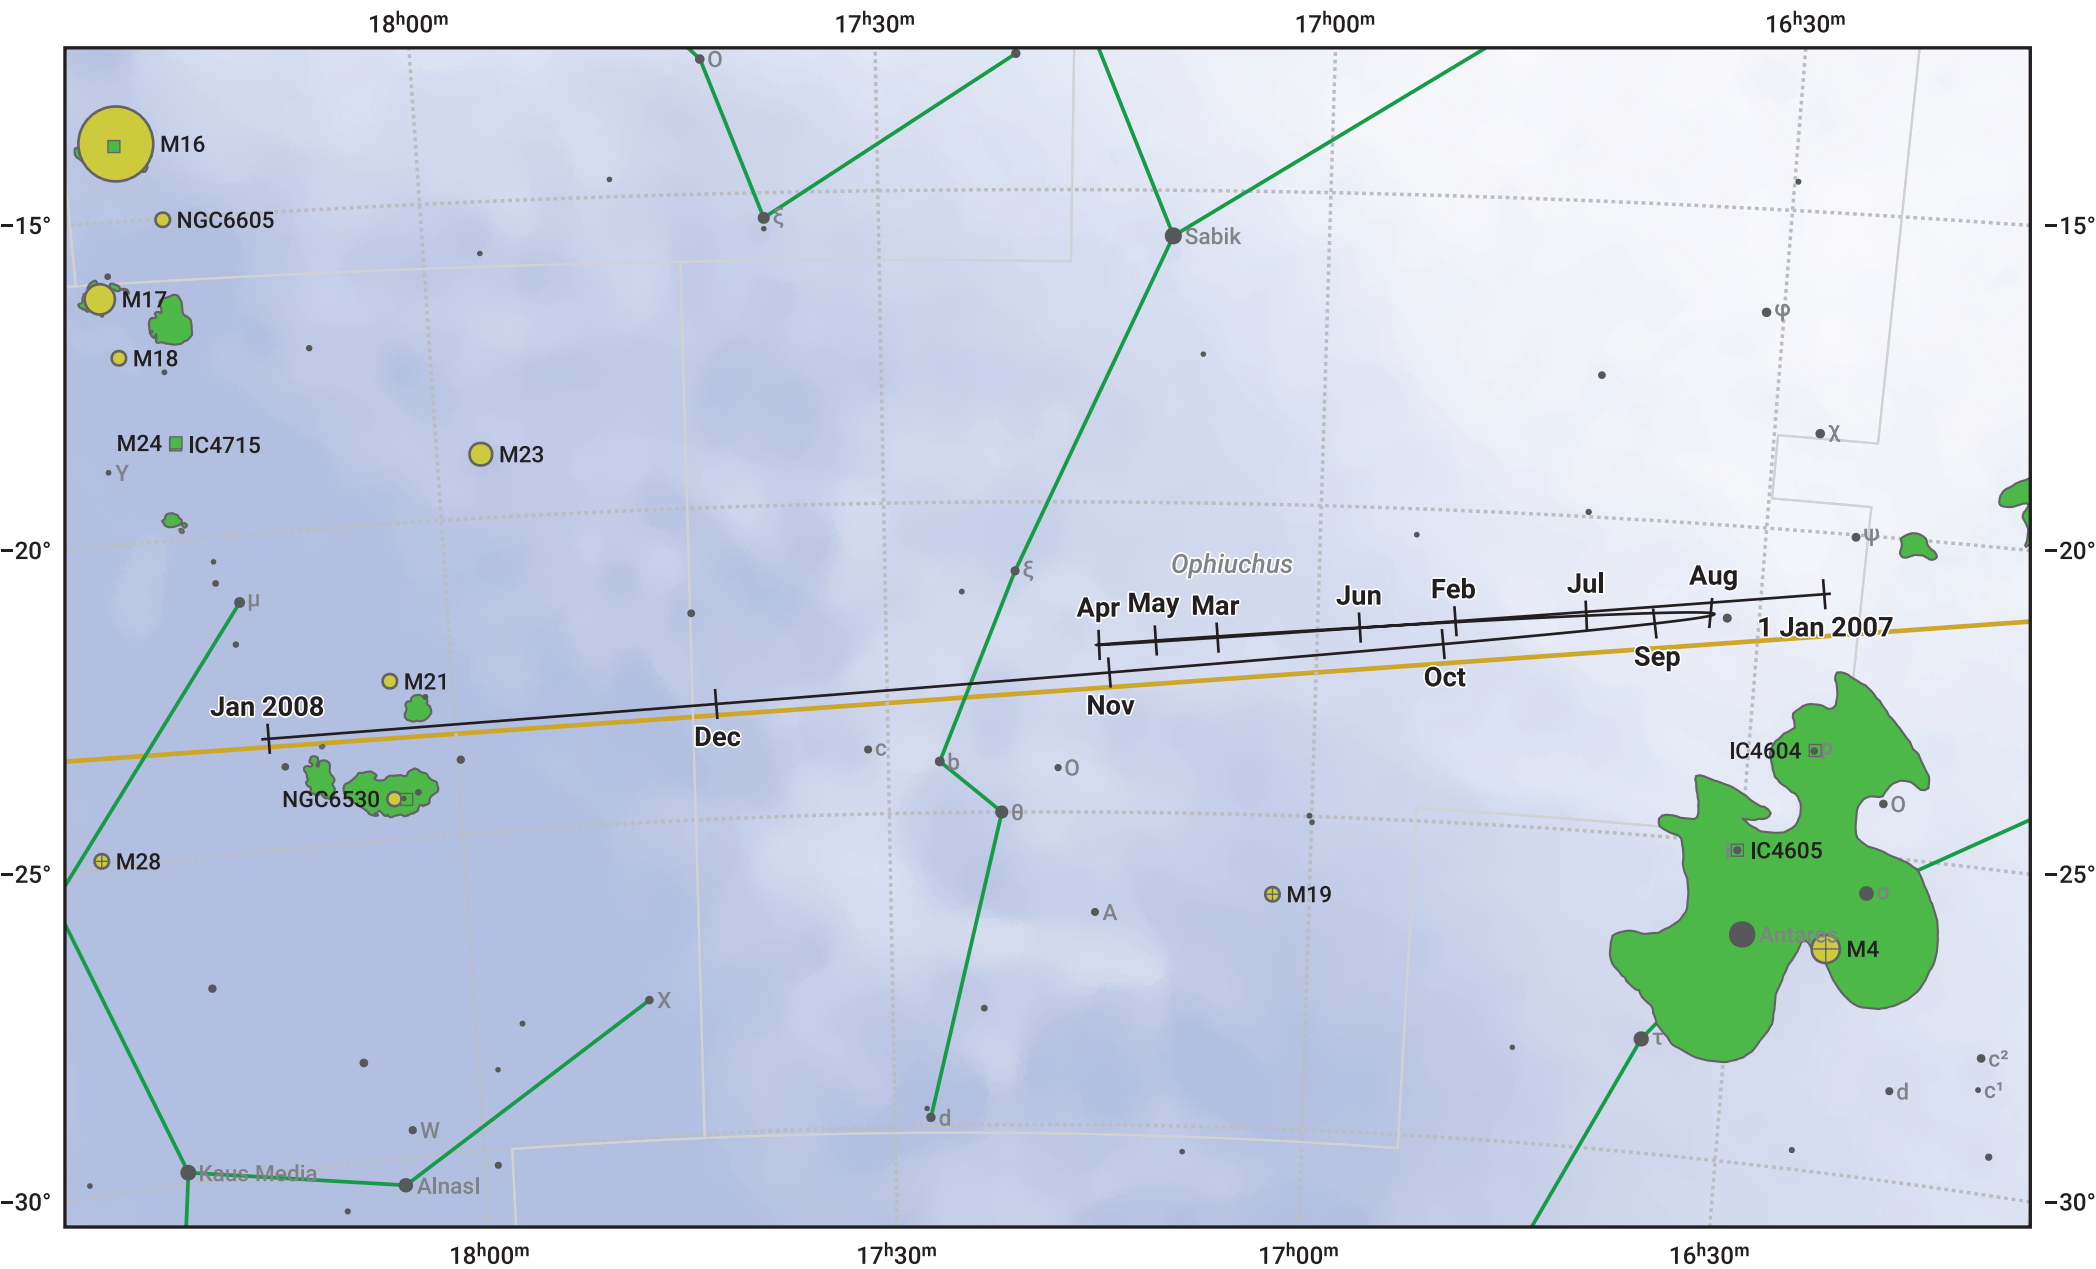 18ʰ00ᵐ 17ʰ30ᵐ 17ʰ00ᵐ 16ʰ30ᵐ
O
M16
NGC6605
ξ
−15° −15°
Sabik
M17
φ
M18
χ
M24 IC4715
M23
Y
ψ
−20° −20°
Ophiuchus
ξ
μ
Apr May Mar Jun Feb Jul Aug
1 Jan 2007
Sep
Oct
M21
Jan 2008
Nov
Dec
c
b
O
IC4604 ρ
NGC6530
O
θ
IC4605
M28
−25° −25°
M19
σ
A
Antares
M4
X
τ
c²
d
c¹
d
W
Kaus Media
Alnasl
−30° −30°
18ʰ00ᵐ 17ʰ30ᵐ 17ʰ00ᵐ 16ʰ30ᵐ